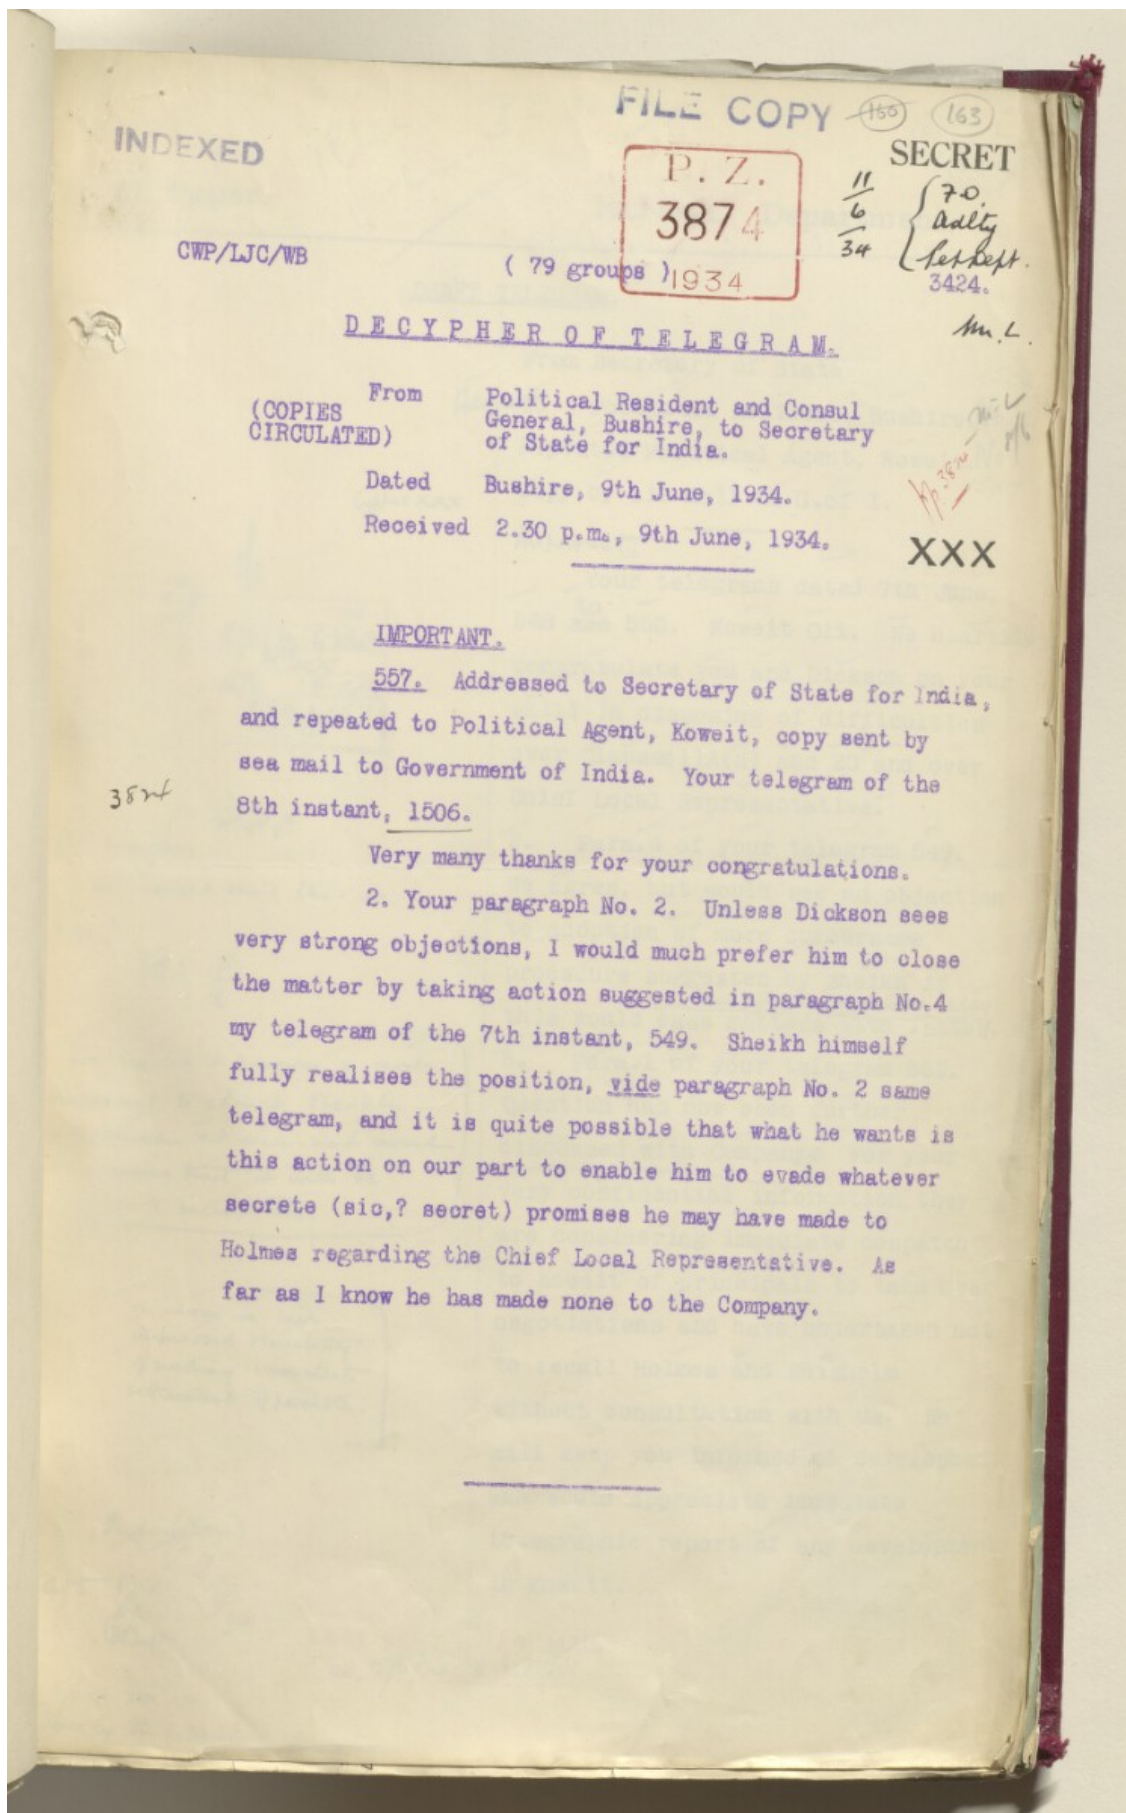 FILE COPY 160 163
INDEXED
SECRET
P. Z.
3874
1934
11
6
34
F.O.
Adlty
Pet Dept.
3424.
CWP/LJC/WB
( 79 groups )
DECYPHER OF TELEGRAM.
From Political Resident and Consul
(COPIES General, Bushire, to Secretary
CIRCULATED) of State for India.
Dated Bushire, 9th June, 1934.
Received 2.30 p.m., 9th June, 1934.
XXX
IMPORTANT.
557. Addressed to Secretary of State for India,
and repeated to Political Agent, Koweit, copy sent by
sea mail to Government of India. Your telegram of the
3824
8th instant, 1506.
Very many thanks for your congratulations.
2. Your paragraph No. 2. Unless Dickson sees
very strong objections, I would much prefer him to close
the matter by taking action suggested in paragraph No.4
my telegram of the 7th instant, 549. Sheikh himself
fully realises the position, vide paragraph No. 2 same
telegram, and it is quite possible that what he wants is
this action on our part to enable him to evade whatever
secrete (sic,? secret) promises he may have made to
Holmes regarding the Chief Local Representative. As
far as I know he has made none to the Company.